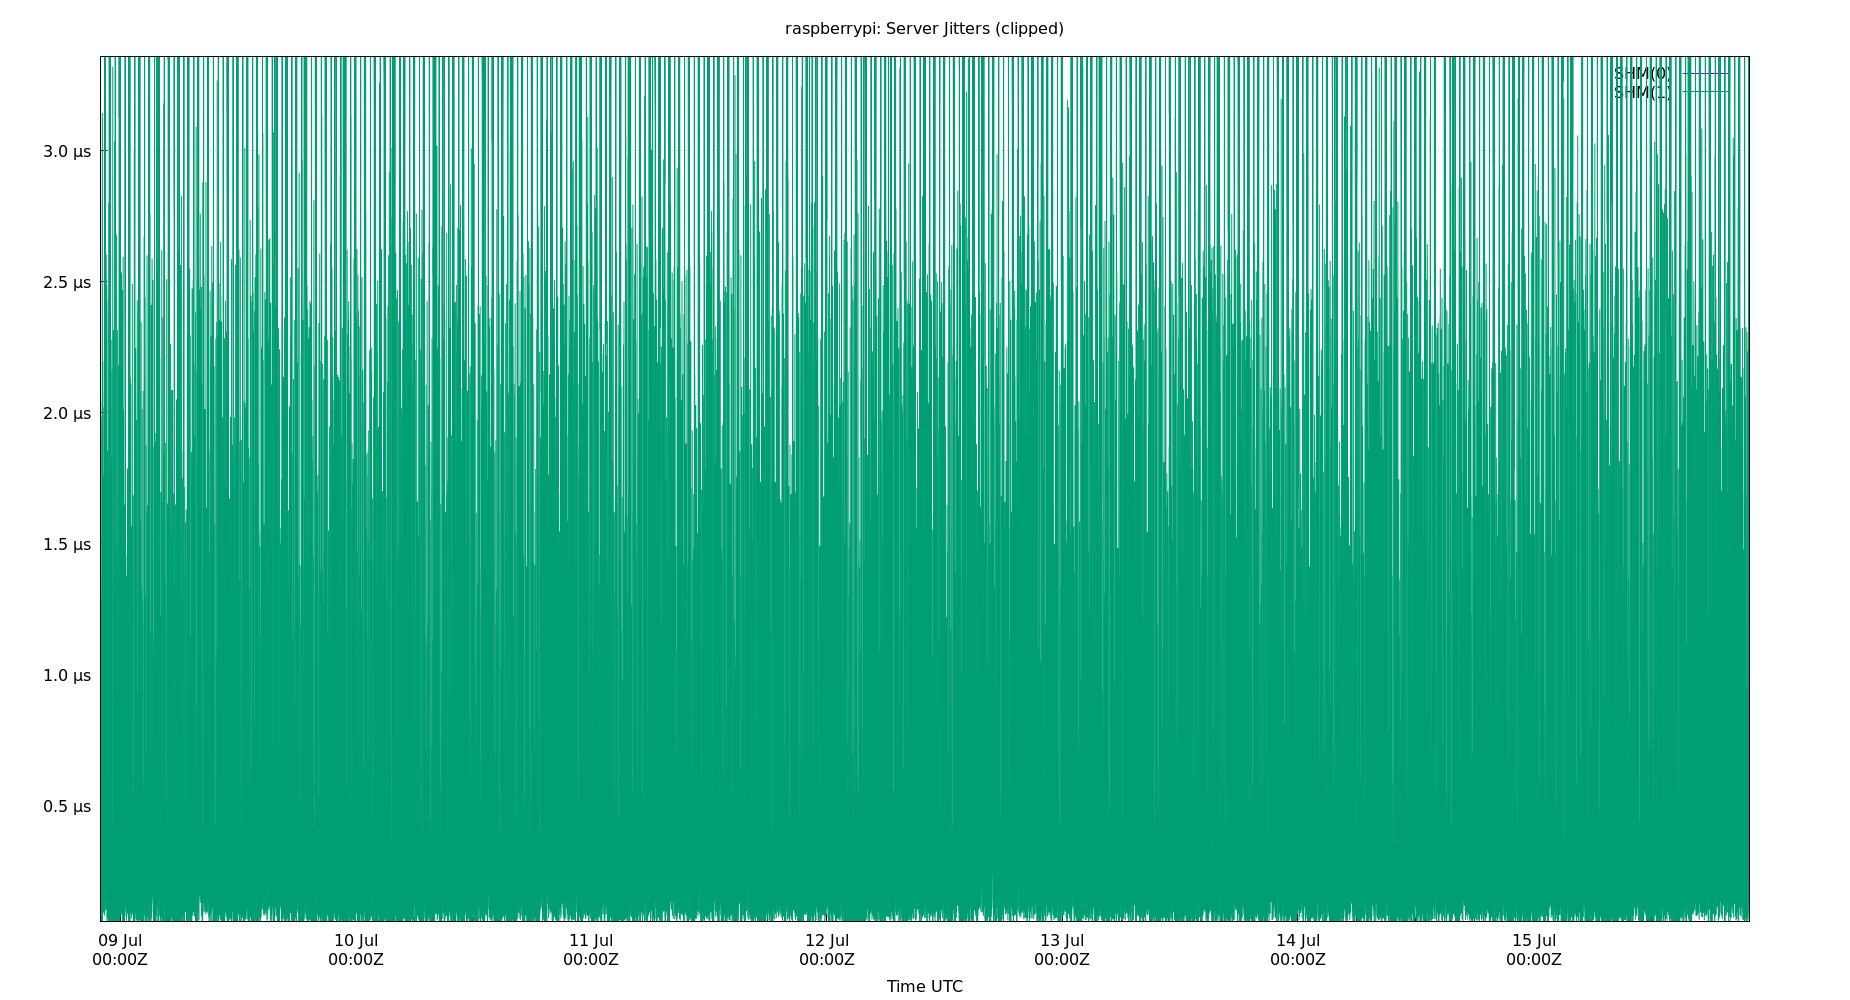 raspberrypi: Server Jitters (clipped)
SHM(0)
SHM(1)
3.0 μs
2.5 μs
2.0 μs
1.5 μs
1.0 μs
0.5 μs
09 Jul 10 Jul 11 Jul 12 Jul 13 Jul 14 Jul 15 Jul
00:00Z 00:00Z 00:00Z 00:00Z 00:00Z 00:00Z 00:00Z
Time UTC